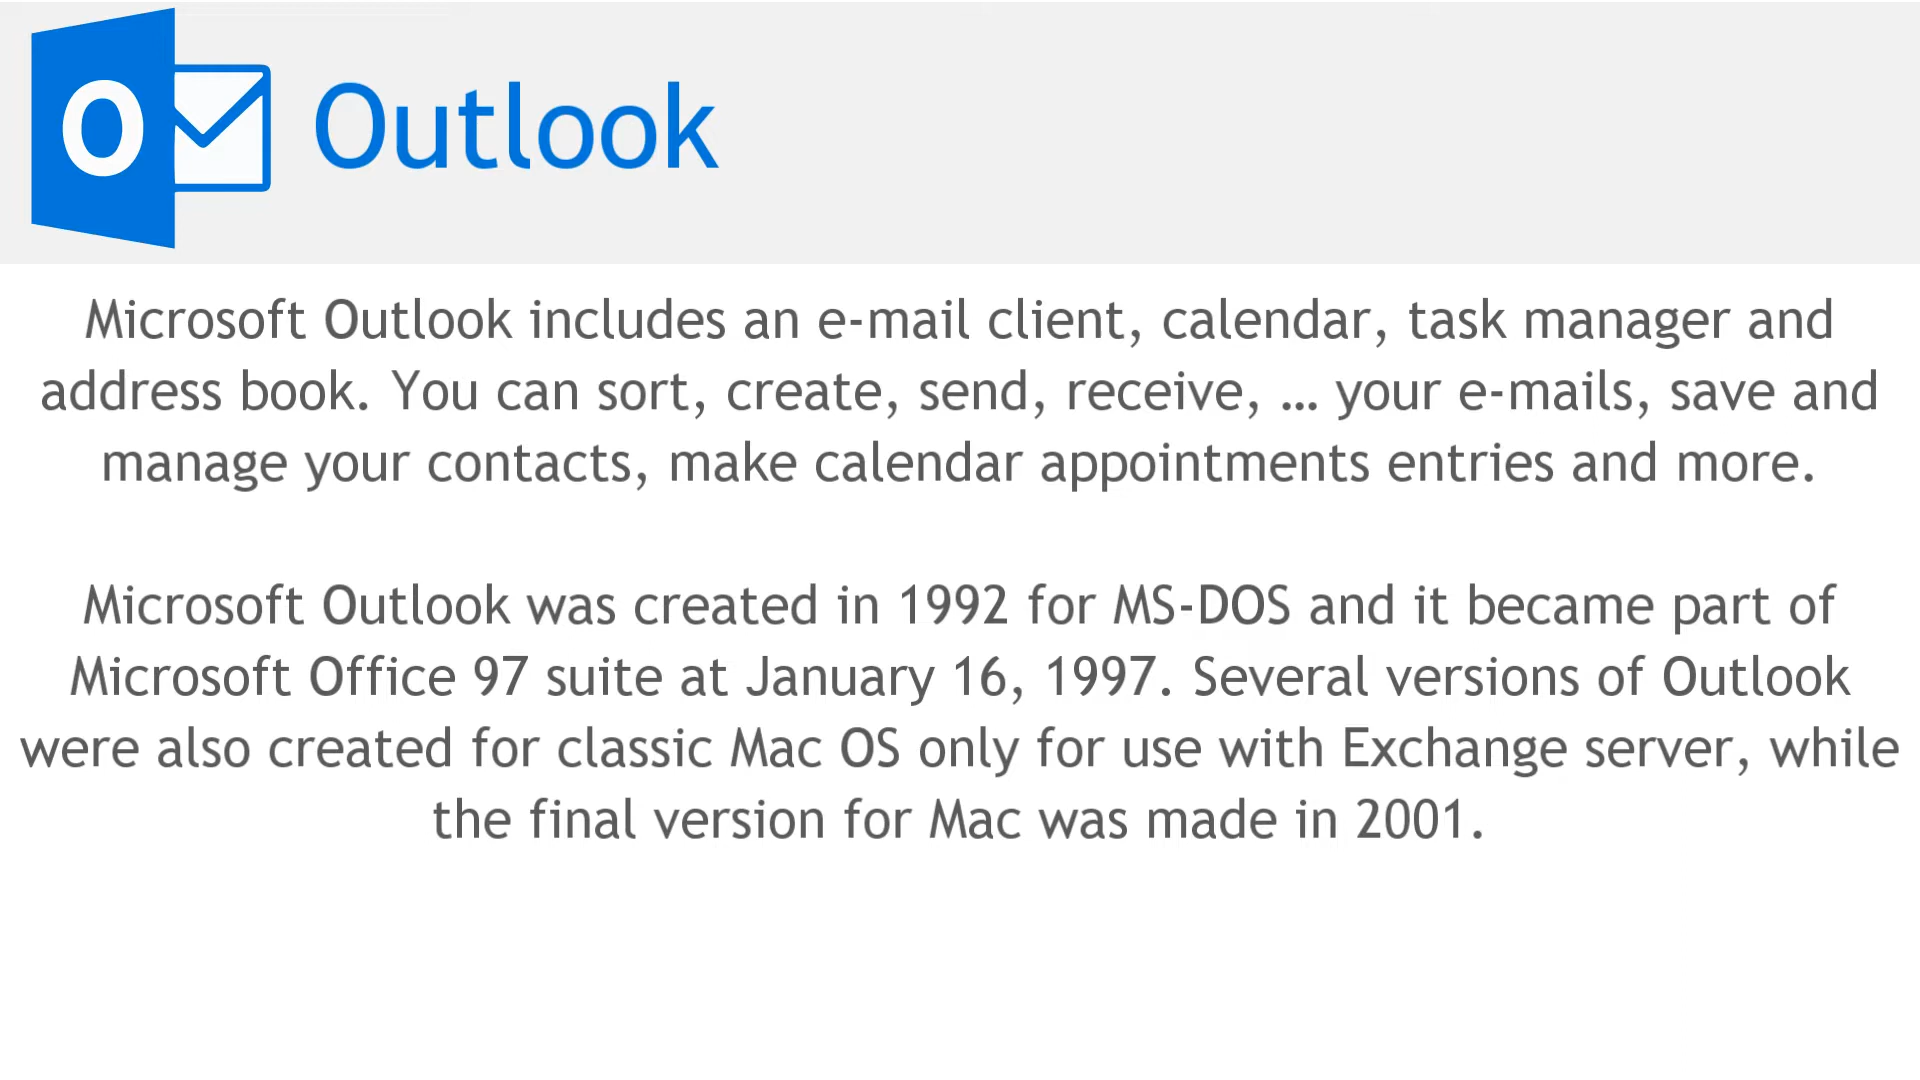 O Outlook
Microsoft Outlook includes an e-mail client, calendar, task manager and
address book. You can sort, create, send, receive, ... your e-mails, save and
manage your contacts, make calendar appointments entries and more.
Microsoft Outlook was created in 1992 for MS-DOS and it became part of
Microsoft Office 97 suite at January 16, 1997. Several versions of Outlook
were also created for classic Mac OS only for use with Exchange server, while
the final version for Mac was made in 2001.